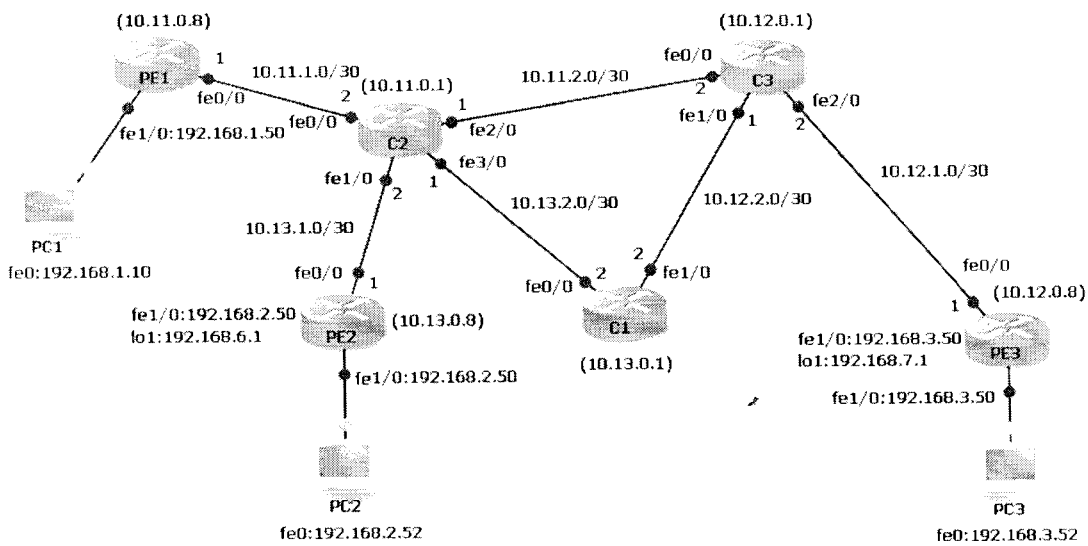 (10.11.0.8)
PE1
1
fe0/0
fe1/0:192.168.1.50
10.11.1.0/30
2
fe0/0
(10.11.0.1)
C2
1
fe2/0
10.11.2.0/30
fe0/0
2
(10.12.0.1)
C3
fe1/0
1
fe2/0
2
fe3/0
1
fe1/0
2
10.13.1.0/30
10.13.2.0/30
10.12.2.0/30
10.12.1.0/30
PC1
fe0:192.168.1.10
fe0/0
1
fe1/0:192.168.2.50
lo1:192.168.6.1
PE2
(10.13.0.8)
fe1/0:192.168.2.50
PC2
fe0:192.168.2.52
2
fe0/0
2
fe1/0
C1
(10.13.0.1)
fe0/0
1
(10.12.0.8)
fe1/0:192.168.3.50
lo1:192.168.7.1
PE3
fe1/0:192.168.3.50
PC3
fe0:192.168.3.52